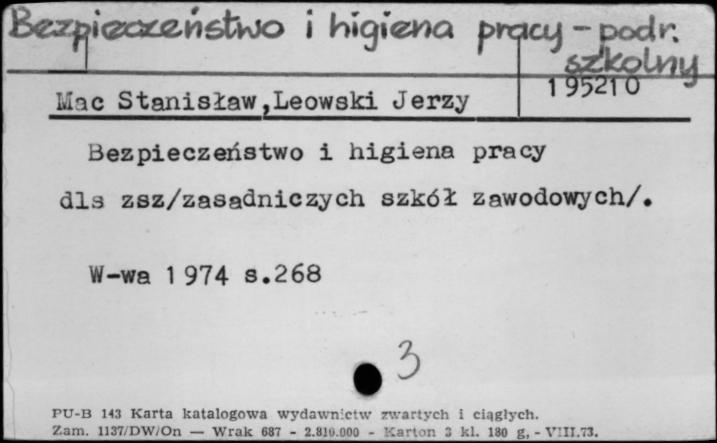 Bezpieczeństwo i higiena pracy - podr.
szkolny
195210
Mac Stanisław, Leowski Jerzy
Bezpieczeństwo i higiena pracy
dls zsz/zasadniczych szkół zawodowych/.
W-wa 1974 s.268
3
PU-B 143 Karta katalogowa wydawnictw zwartych i ciągłych.
Zam. 1137/DW/On — Wrak 687 - 2.810.000 - Karton 3 kl. 180 g, - VIII.73.